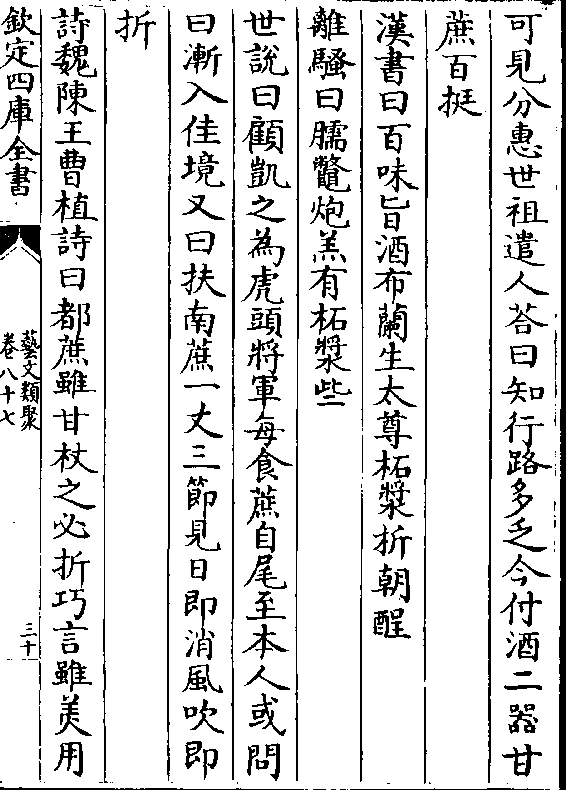 可見分惠世祖遣人荅曰知行路多乏今付酒二器甘
蔗百挺
漢書曰百味旨酒布蘭生太尊柘漿折朝酲
離騷曰臑鼈炮羔有柘漿些
世說曰顧凱之為虎頭將軍每食蔗自尾至本人或問
曰漸入佳境又曰扶南蔗一丈三節見日即消風吹即
折
詩魏陳王曹植詩曰都蔗雖甘杖之必折巧言雖美用
欽定四庫全書
藝文類聚
卷八十七
三十